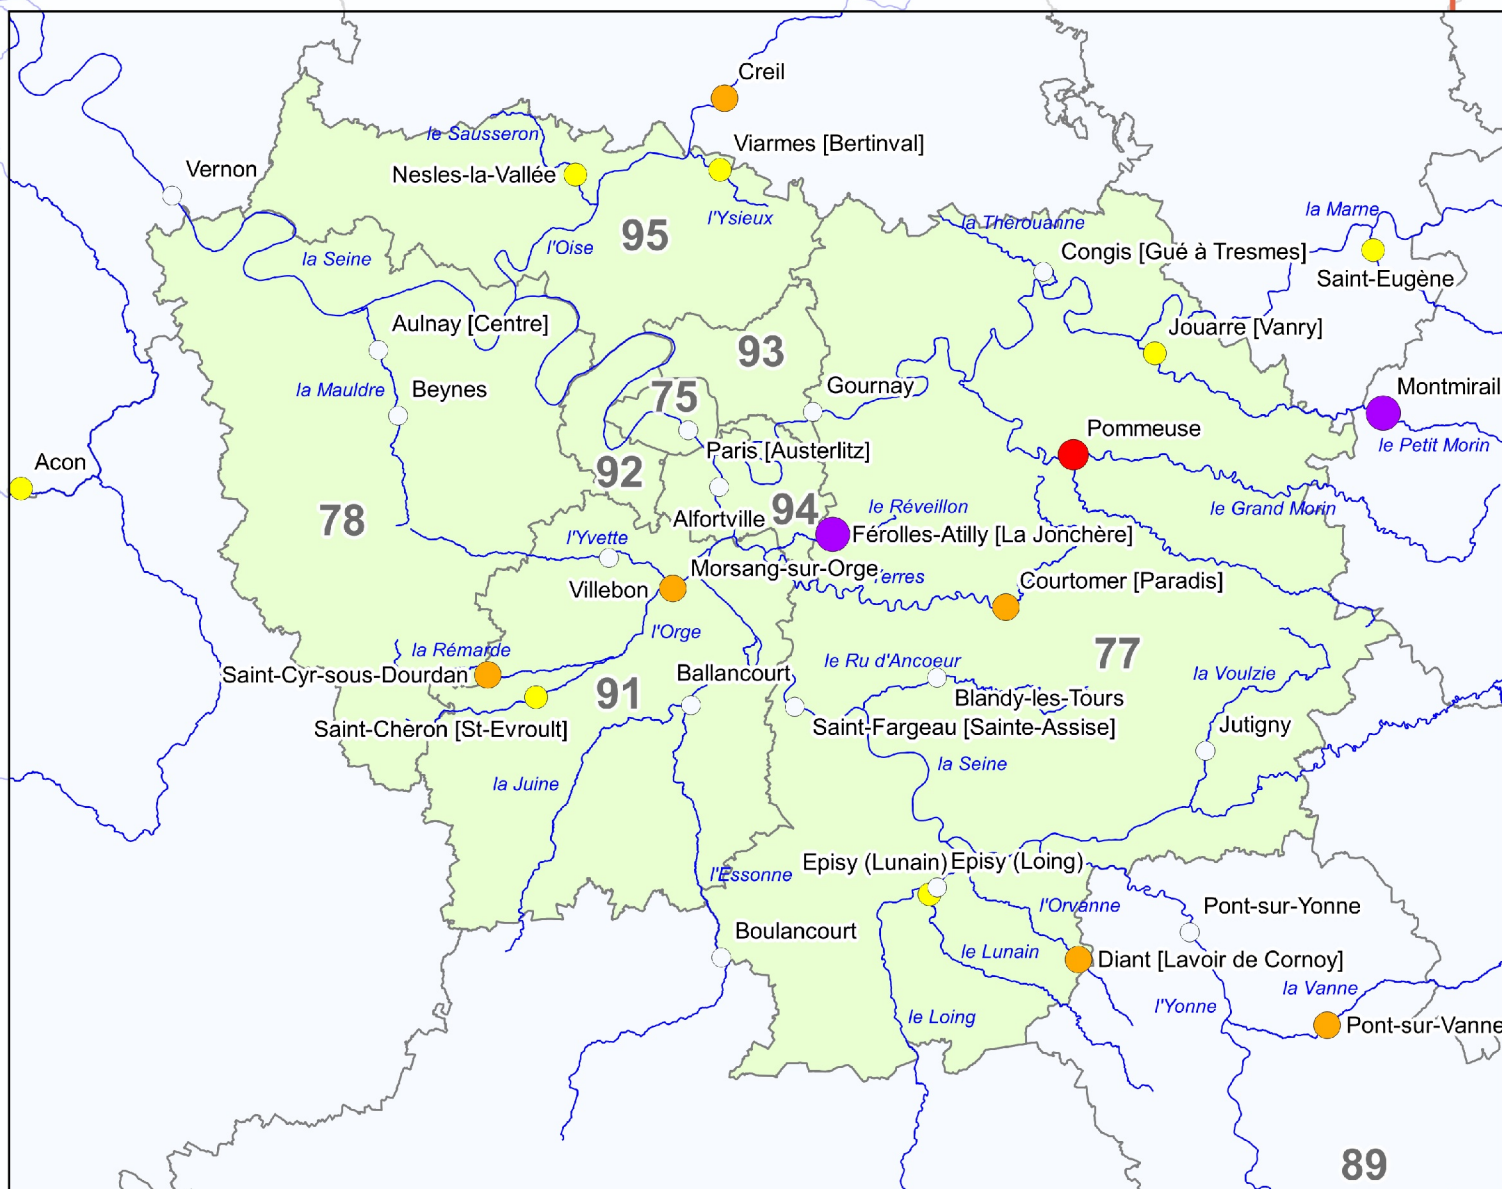 Creil
le Sausseron
Viarmes [Bertinval]
Vernon
Nesles-la-Vallée
l'Ysieux
la Marne
95
la Thérouanne
l'Oise
Congis [Gué à Tresmes]
la Seine
Saint-Eugène
Aulnay [Centre]
Jouarre [Vanry]
93
la Mauldre
Beynes
75
Gournay
Montmirail
Pommeuse
le Petit Morin
Paris [Austerlitz]
Acon
92
78
94
le Réveillon
le Grand Morin
Alfortville
l'Yvette
Férolles-Atilly [La Jonchère]
Morsang-sur-Orge
Yerres
Villebon
Courtomer [Paradis]
l'Orge
la Rémarde
le Ru d'Ancoeur
77
Saint-Cyr-sous-Dourdan
Ballancourt
la Voulzie
91
Blandy-les-Tours
Saint-Cheron [St-Evroult]
Saint-Fargeau [Sainte-Assise]
Jutigny
la Seine
la Juine
Episy (Lunain)
Episy (Loing)
l'Essonne
l'Orvanne
Pont-sur-Yonne
Boulancourt
le Lunain
Diant [Lavoir de Cornoy]
la Vanne
l'Yonne
le Loing
Pont-sur-Vanne
89